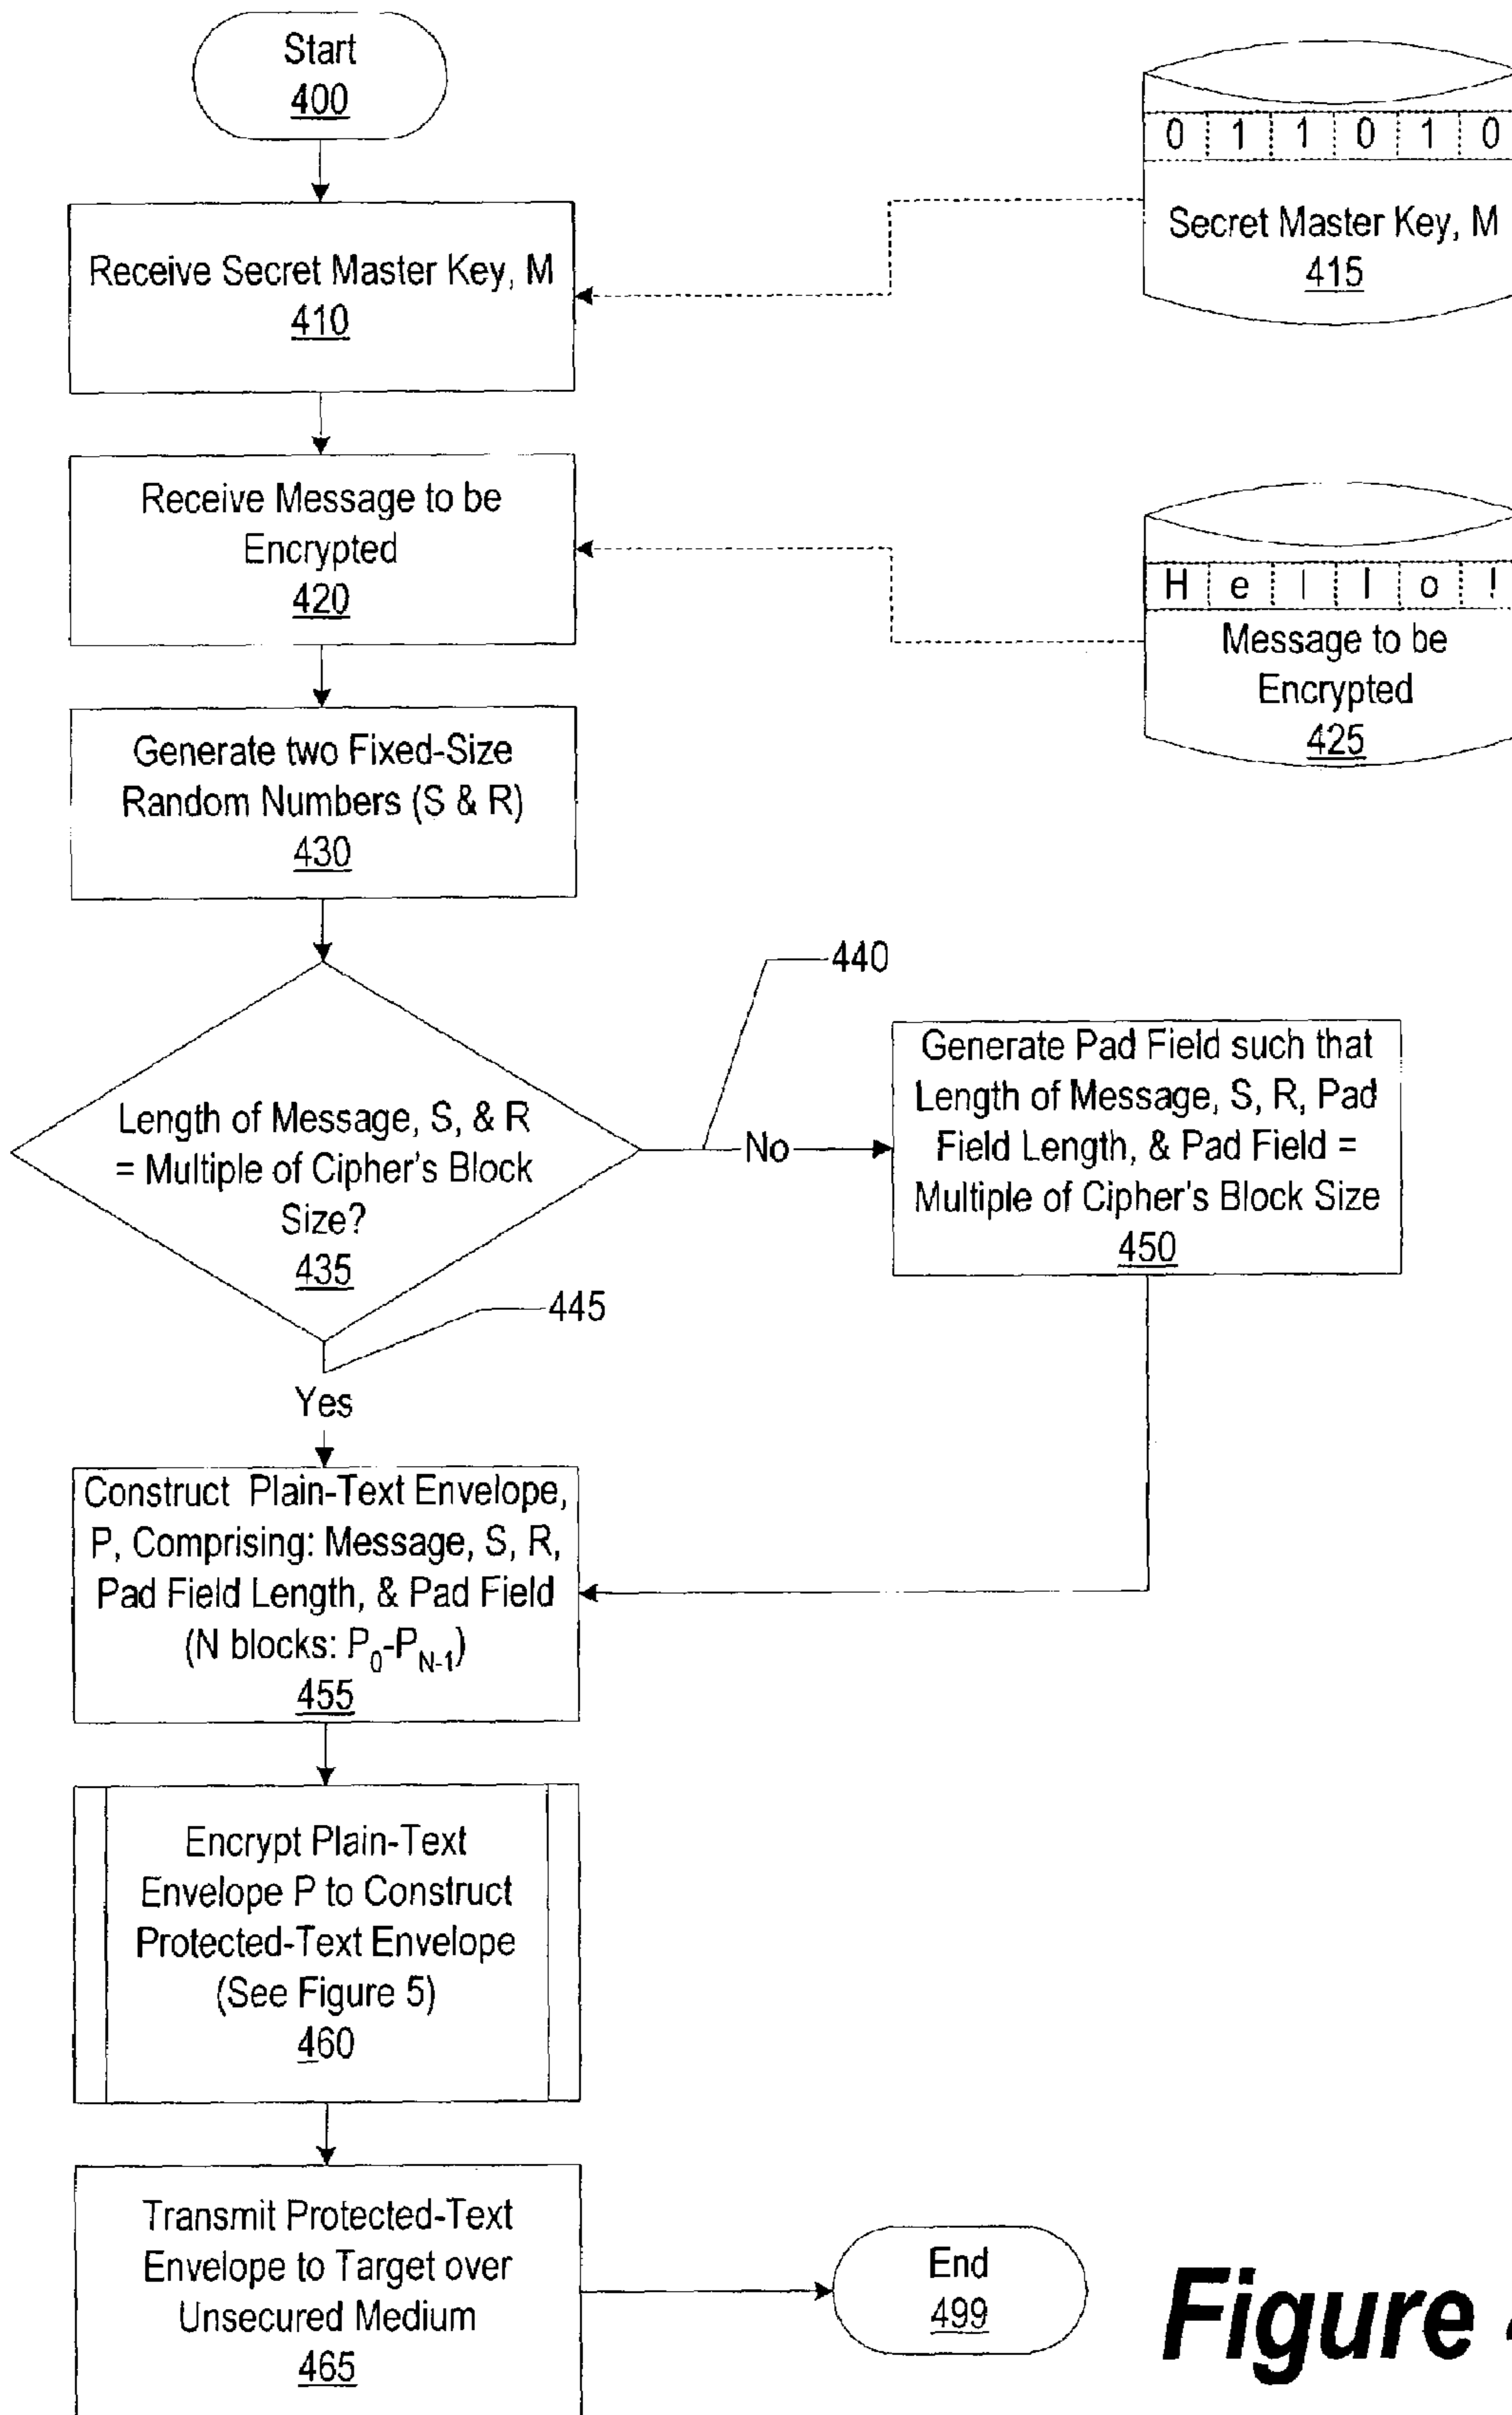 Start
400
Receive Secret Master Key, M
410
0 1 1 0 1 0
Secret Master Key, M
415
Receive Message to be
Encrypted
420
H e l l o !
Message to be
Encrypted
425
Generate two Fixed-Size
Random Numbers (S & R)
430
Length of Message, S, & R
= Multiple of Cipher's Block
Size?
435
440
No
Generate Pad Field such that
Length of Message, S, R, Pad
Field Length, & Pad Field =
Multiple of Cipher's Block Size
450
445
Yes
Construct Plain-Text Envelope,
P, Comprising: Message, S, R,
Pad Field Length, & Pad Field
(N blocks: P0-PN-1)
455
Encrypt Plain-Text
Envelope P to Construct
Protected-Text Envelope
(See Figure 5)
460
Transmit Protected-Text
Envelope to Target over
Unsecured Medium
465
End
499
Figure